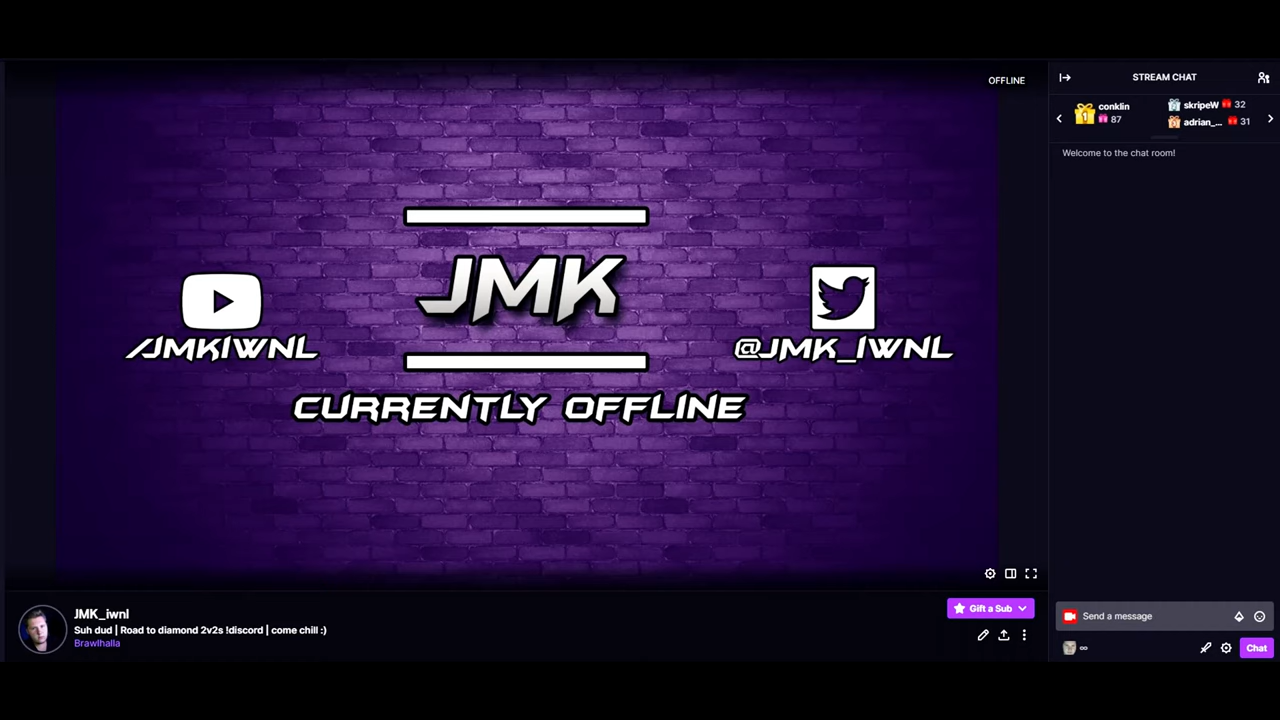 OFFLINE
STREAM CHAT
conklin
87
skripeW 32
adrian_... 31
Welcome to the chat room!
JMK
/JMKIWNL
@JMK_IWNL
CURRENTLY OFFLINE
JMK_iwnl
Suh dud | Road to diamond 2v2s !discord | come chill :)
Brawlhalla
Gift a Sub
Send a message
∞
Chat